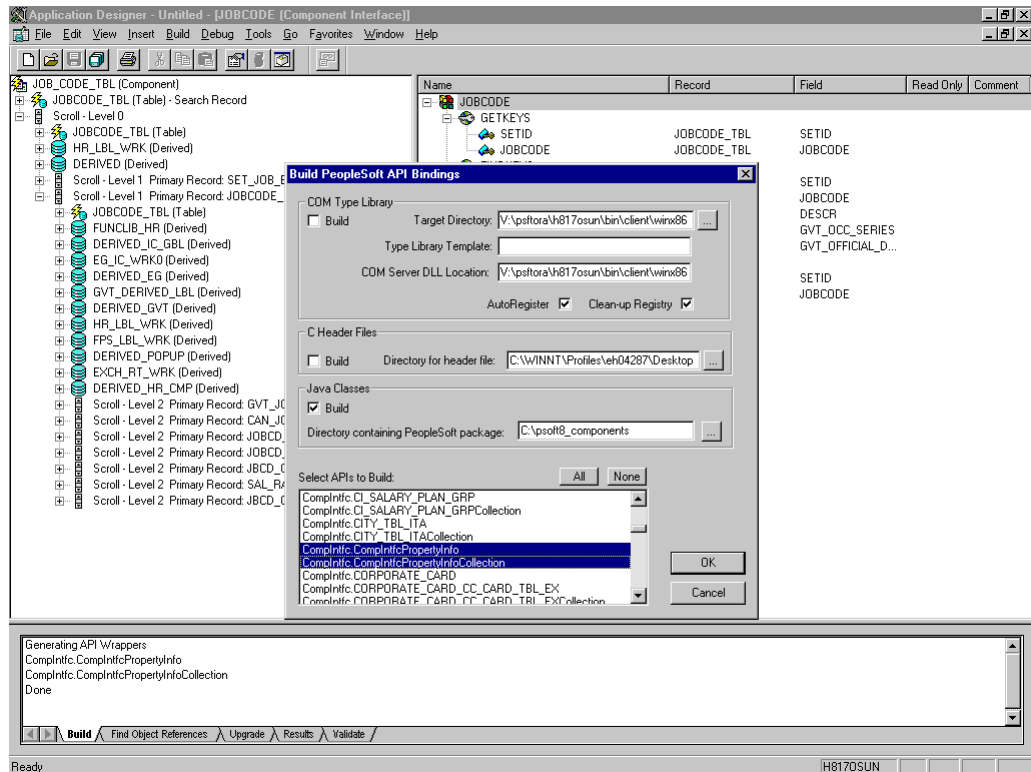 Application Designer - Untitled - [JOBCODE (Component Interface)]
File Edit View Insert Build Debug Tools Go Favorites Window Help
JOB_CODE_TBL (Component)
JOBCODE_TBL (Table) - Search Record
Scroll - Level 0
JOBCODE_TBL (Table)
HR_LBL_WRK (Derived)
DERIVED (Derived)
Scroll - Level 1 Primary Record: SET_JOB_E
Scroll - Level 1 Primary Record: JOBCODE_
JOBCODE_TBL (Table)
FUNCLIB_HR (Derived)
DERIVED_IC_GBL (Derived)
EG_IC_WRK0 (Derived)
DERIVED_EG (Derived)
GVT_DERIVED_LBL (Derived)
DERIVED_GVT (Derived)
HR_LBL_WRK (Derived)
FPS_LBL_WRK (Derived)
DERIVED_POPUP (Derived)
EXCH_RT_WRK (Derived)
DERIVED_HR_CMP (Derived)
Scroll - Level 2 Primary Record: GVT_JO
Scroll - Level 2 Primary Record: CAN_JO
Scroll - Level 2 Primary Record: JOBCD_
Scroll - Level 2 Primary Record: JOBCD_
Scroll - Level 2 Primary Record: JBCD_
Scroll - Level 2 Primary Record: SAL_RA
Scroll - Level 2 Primary Record: JBCD_
Name Record Field Read Only Comment
JOBCODE
GETKEYS
SETID JOBCODE_TBL SETID
JOBCODE JOBCODE_TBL JOBCODE
SETID
JOBCODE
DESCR
GVT_OCC_SERIES
GVT_OFFICIAL_D...
SETID
JOBCODE
Build PeopleSoft API Bindings
COM Type Library
Build Target Directory: V:\psftora\h817osun\bin\client\winx86 ...
Type Library Template:
COM Server DLL Location: V:\psftora\h817osun\bin\client\winx86
AutoRegister Clean-up Registry
C Header Files
Build Directory for header file: C:\WINNT\Profiles\eh04287\Desktop ...
Java Classes
Build
Directory containing PeopleSoft package: C:\psoft8_components ...
Select APIs to Build: All None
CompIntfc.CI_SALARY_PLAN_GRP
CompIntfc.CI_SALARY_PLAN_GRPCollection
CompIntfc.CITY_TBL_ITA
CompIntfc.CITY_TBL_ITACollection
CompIntfc.CompIntfcPropertyInfo
CompIntfc.CompIntfcPropertyInfoCollection
CompIntfc.CORPORATE_CARD
CompIntfc.CORPORATE_CARD_CC_CARD_TBL_EX
CompIntfc.CORPORATE_CARD_CC_CARD_TBL_EXCollection
OK
Cancel
Generating API Wrappers
CompIntfc.CompIntfcPropertyInfo
CompIntfc.CompIntfcPropertyInfoCollection
Done
Build Find Object References Upgrade Results Validate
Ready H817OSUN